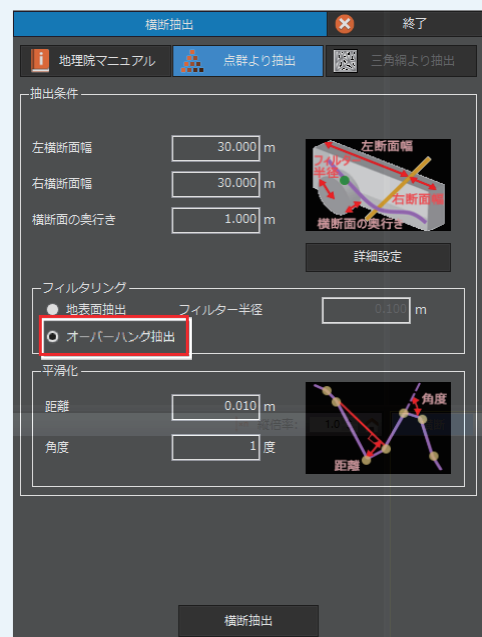 横断抽出 終了
地理院マニュアル 点群より抽出 三角網より抽出
抽出条件
左横断面幅 30.000 m
右横断面幅 30.000 m
横断面の奥行き 1.000 m
左断面幅
フィルター
半径
右断面幅
横断面の奥行き
詳細設定
フィルタリング
地表面抽出 フィルター半径 0.100 m
オーバーハング抽出
平滑化
距離 0.010 m
角度 1 度
角度
距離
縦倍率: 1.0
横断抽出